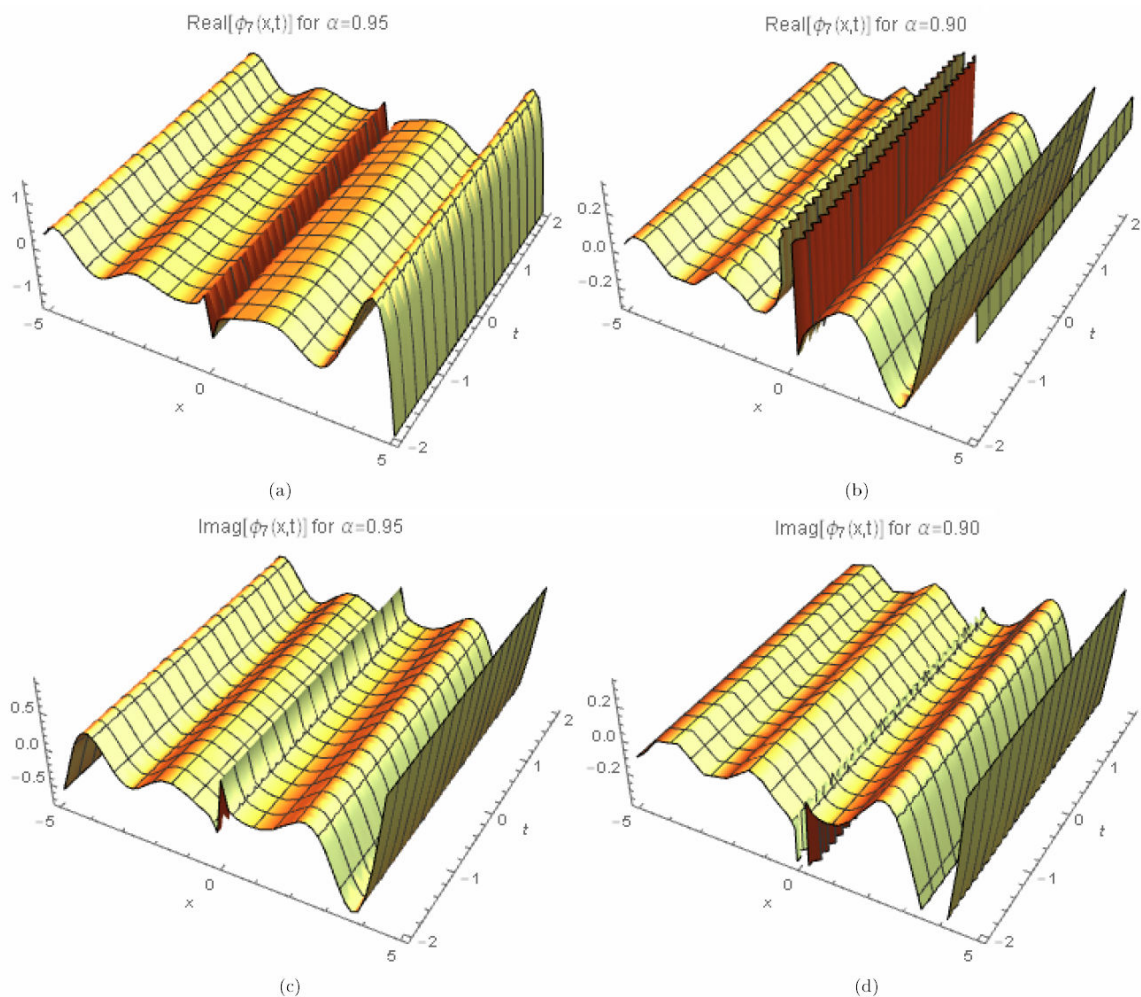 Real[ϕ₇(x,t)] for α=0.95
1
0
−1
−5
0
x
5
−2
−1
0
t
1
2
(a)
Real[ϕ₇(x,t)] for α=0.90
0.2
0.0
−0.2
−5
0
x
5
−2
−1
0
t
1
2
(b)
Imag[ϕ₇(x,t)] for α=0.95
0.5
0.0
−0.5
−5
0
x
5
−2
−1
0
t
1
2
(c)
Imag[ϕ₇(x,t)] for α=0.90
0.2
0.0
−0.2
−5
0
x
5
−2
−1
0
t
1
2
(d)